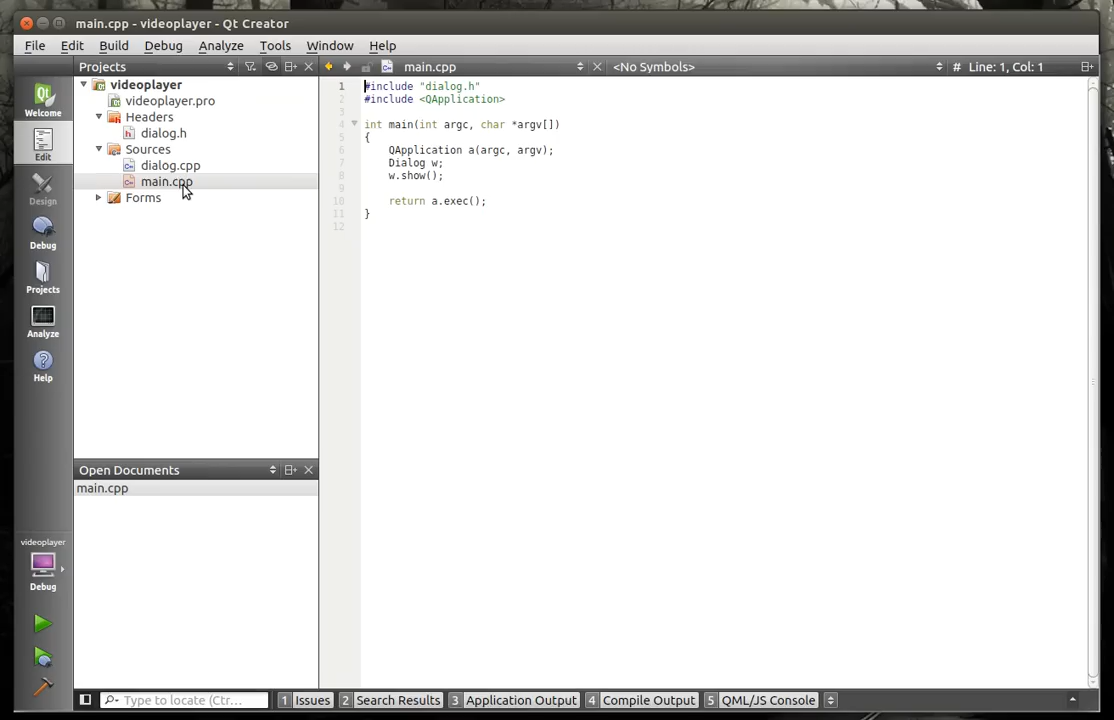 main.cpp - videoplayer - Qt Creator
File Edit Build Debug Analyze Tools Window Help
Projects
main.cpp
<No Symbols>
# Line: 1, Col: 1
Welcome
Edit
Design
Debug
Projects
Analyze
Help
videoplayer
Debug
videoplayer
videoplayer.pro
Headers
dialog.h
Sources
dialog.cpp
main.cpp
Forms
Open Documents
main.cpp
1 #include "dialog.h"
2 #include <QApplication>
3
4 int main(int argc, char *argv[])
5 {
6 QApplication a(argc, argv);
7 Dialog w;
8 w.show();
9
10 return a.exec();
11 }
12
Type to locate (Ctr...
1 Issues 2 Search Results 3 Application Output 4 Compile Output 5 QML/JS Console